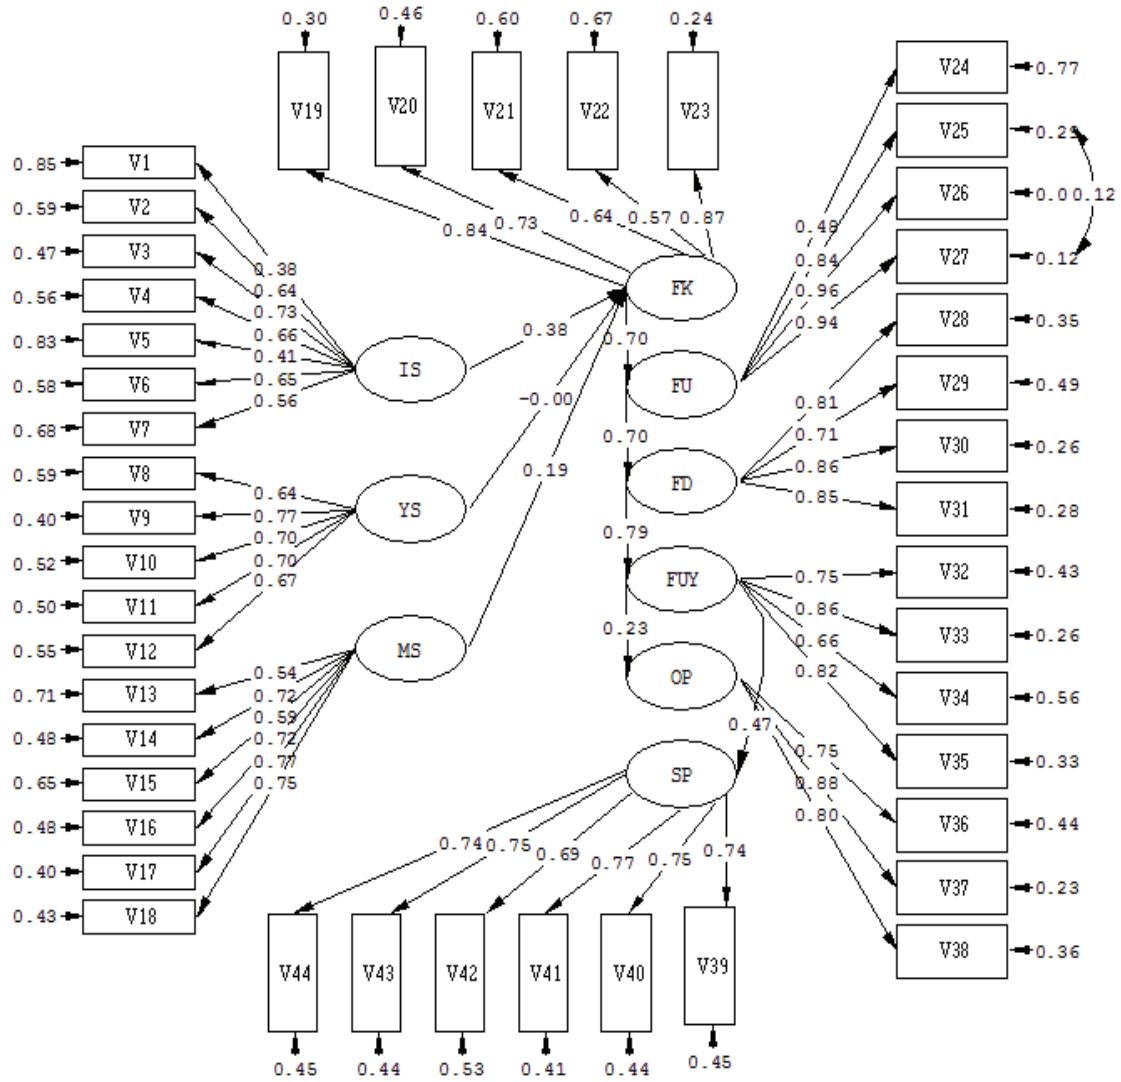 0.30 0.46 0.60 0.67 0.24
V19 V20 V21 V22 V23
0.84 0.73 0.64 0.57 0.87
0.85 V1
0.59 V2
0.47 V3
0.56 V4
0.83 V5
0.58 V6
0.68 V7
0.59 V8
0.40 V9
0.52 V10
0.50 V11
0.55 V12
0.71 V13
0.48 V14
0.65 V15
0.48 V16
0.40 V17
0.43 V18
0.38
0.64
0.73
0.66
0.41
0.65
0.56
0.64
0.77
0.70
0.70
0.67
0.54
0.72
0.59
0.72
0.77
0.75
IS
YS
MS
0.38
-0.00
0.19
FK
0.70
FU
0.70
FD
0.79
FUY
0.23
OP
0.47
SP
0.48
0.84
0.96
0.94
0.81
0.71
0.86
0.85
0.75
0.86
0.66
0.82
0.75
0.88
0.80
V24 0.77
V25 0.29
V26 0.0 0.12
V27 0.12
V28 0.35
V29 0.49
V30 0.26
V31 0.28
V32 0.43
V33 0.26
V34 0.56
V35 0.33
V36 0.44
V37 0.23
V38 0.36
0.74 0.75 0.69 0.77 0.75 0.74
V44 V43 V42 V41 V40 V39
0.45 0.44 0.53 0.41 0.44 0.45